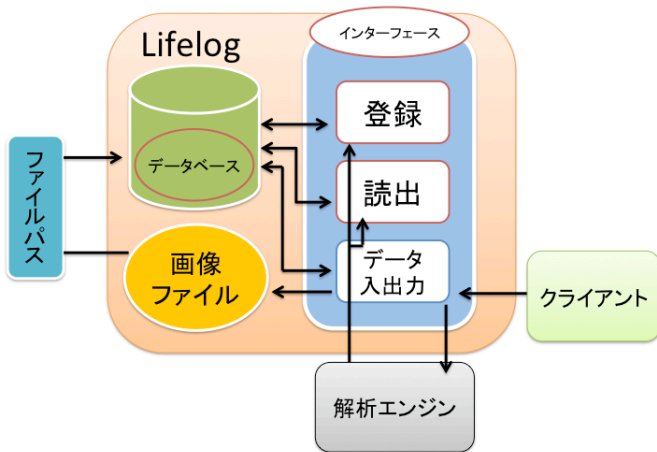 インターフェース
Lifelog
登録
データベース
ファイルパス
読出
画像
ファイル
データ
入出力
クライアント
解析エンジン